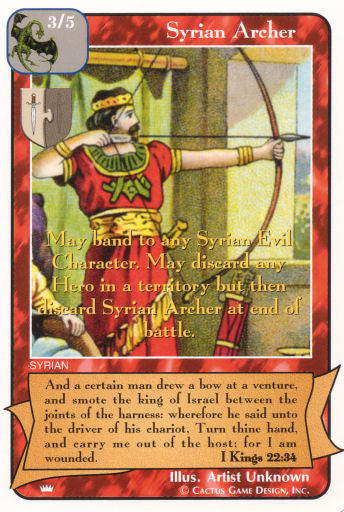 3/5
Syrian Archer
May band to any Syrian Evil
Character. May discard any
Hero in a territory but then
discard Syrian Archer at end of
battle.
SYRIAN
And a certain man drew a bow at a venture,
and smote the king of Israel between the
joints of the harness: wherefore he said unto
the driver of his chariot, Turn thine hand,
and carry me out of the host; for I am
wounded. I Kings 22:34
Illus. Artist Unknown
© Cactus Game Design, Inc.